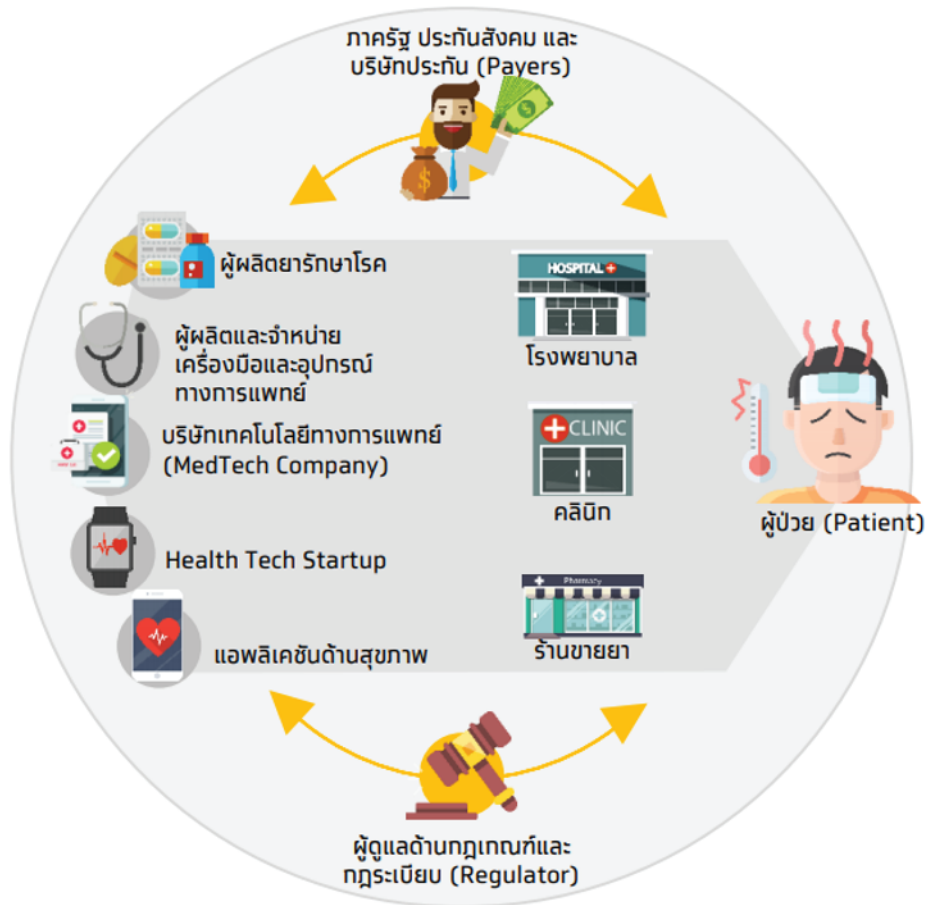 ภาครัฐ ประกันสังคม และ
บริษัทประกัน (Payers)
ผู้ผลิตยารักษาโรค
ผู้ผลิตและจำหน่าย
เครื่องมือและอุปกรณ์
ทางการแพทย์
บริษัทเทคโนโลยีทางการแพทย์
(MedTech Company)
Health Tech Startup
แอพลิเคชันด้านสุขภาพ
HOSPITAL
โรงพยาบาล
CLINIC
คลินิก
Pharmacy
ร้านขายยา
ผู้ป่วย (Patient)
ผู้ดูแลด้านกฎเกณฑ์และ
กฎระเบียบ (Regulator)